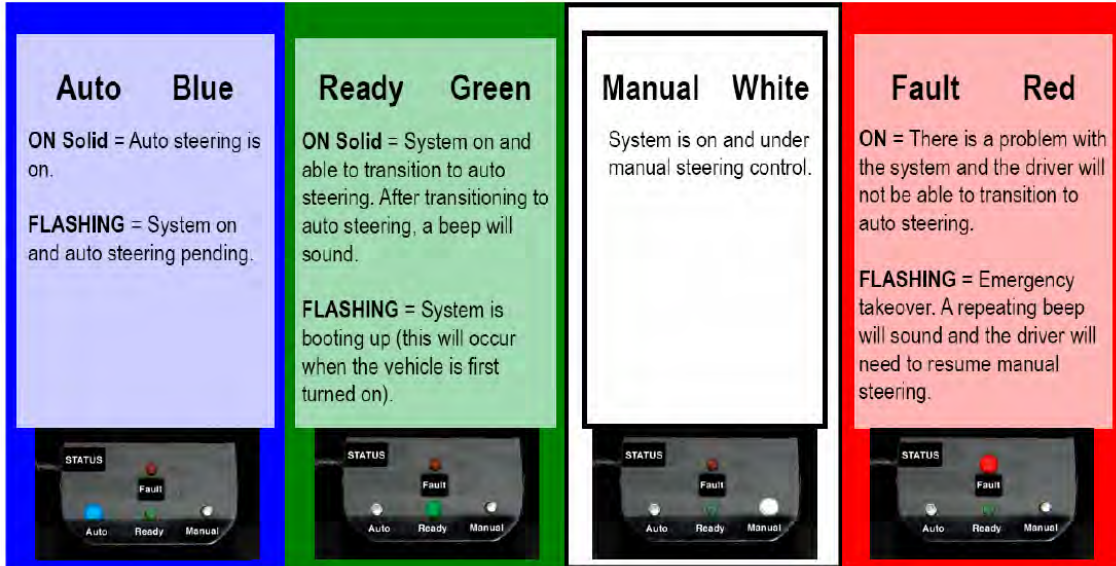 Auto Blue
ON Solid = Auto steering is
on.
FLASHING = System on
and auto steering pending.
STATUS
Fault
Auto Ready Manual
Ready Green
ON Solid = System on and
able to transition to auto
steering. After transitioning to
auto steering, a beep will
sound.
FLASHING = System is
booting up (this will occur
when the vehicle is first
turned on).
STATUS
Fault
Auto Ready Manual
Manual White
System is on and under
manual steering control.
STATUS
Fault
Auto Ready Manual
Fault Red
ON = There is a problem with
the system and the driver will
not be able to transition to
auto steering.
FLASHING = Emergency
takeover. A repeating beep
will sound and the driver will
need to resume manual
steering.
STATUS
Fault
Auto Ready Manual